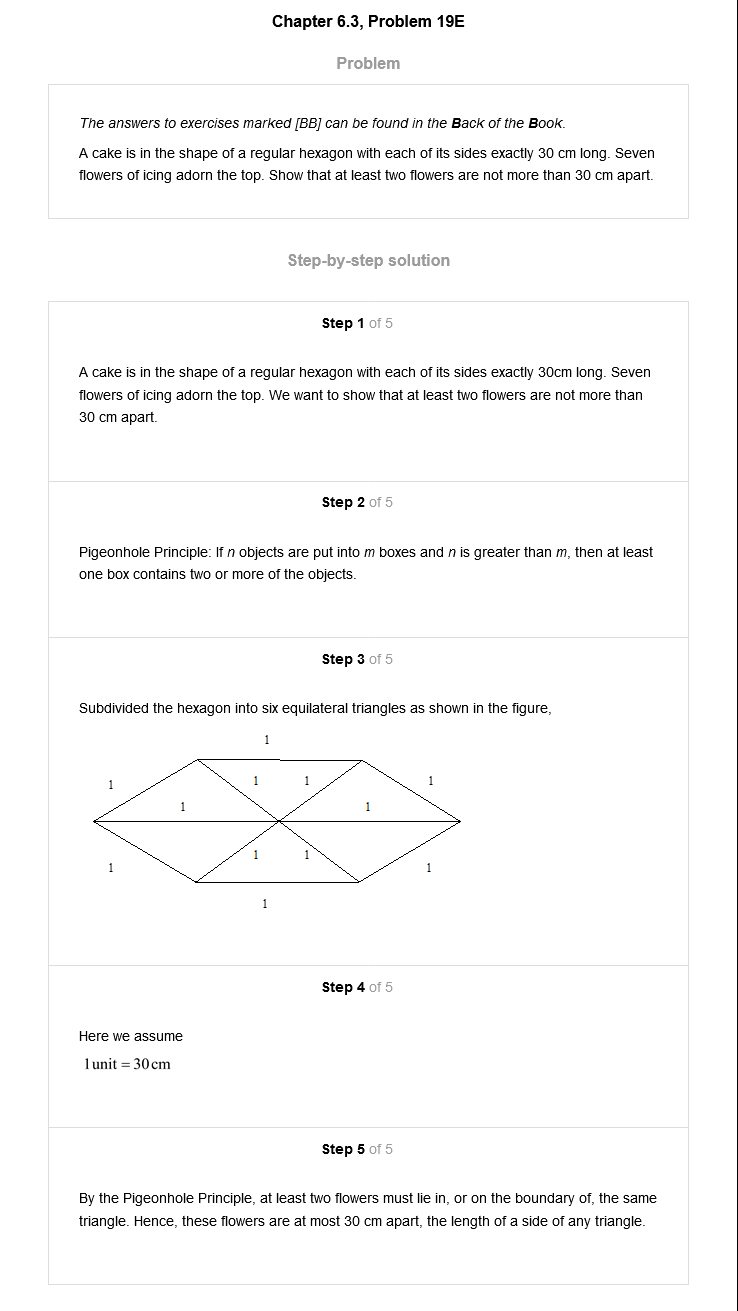 Chapter 6.3, Problem 19E
Problem
The answers to exercises marked [BB] can be found in the Back of the Book.
A cake is in the shape of a regular hexagon with each of its sides exactly 30 cm long. Seven
flowers of icing adorn the top. Show that at least two flowers are not more than 30 cm apart.
Step-by-step solution
Step 1 of 5
A cake is in the shape of a regular hexagon with each of its sides exactly 30cm long. Seven
flowers of icing adorn the top. We want to show that at least two flowers are not more than
30 cm apart.
Step 2 of 5
Pigeonhole Principle: If n objects are put into m boxes and n is greater than m, then at least
one box contains two or more of the objects.
Step 3 of 5
Subdivided the hexagon into six equilateral triangles as shown in the figure,
1
1 1 1 1
1 1
1 1
1 1
1
Step 4 of 5
Here we assume
1 unit = 30 cm
Step 5 of 5
By the Pigeonhole Principle, at least two flowers must lie in, or on the boundary of, the same
triangle. Hence, these flowers are at most 30 cm apart, the length of a side of any triangle.